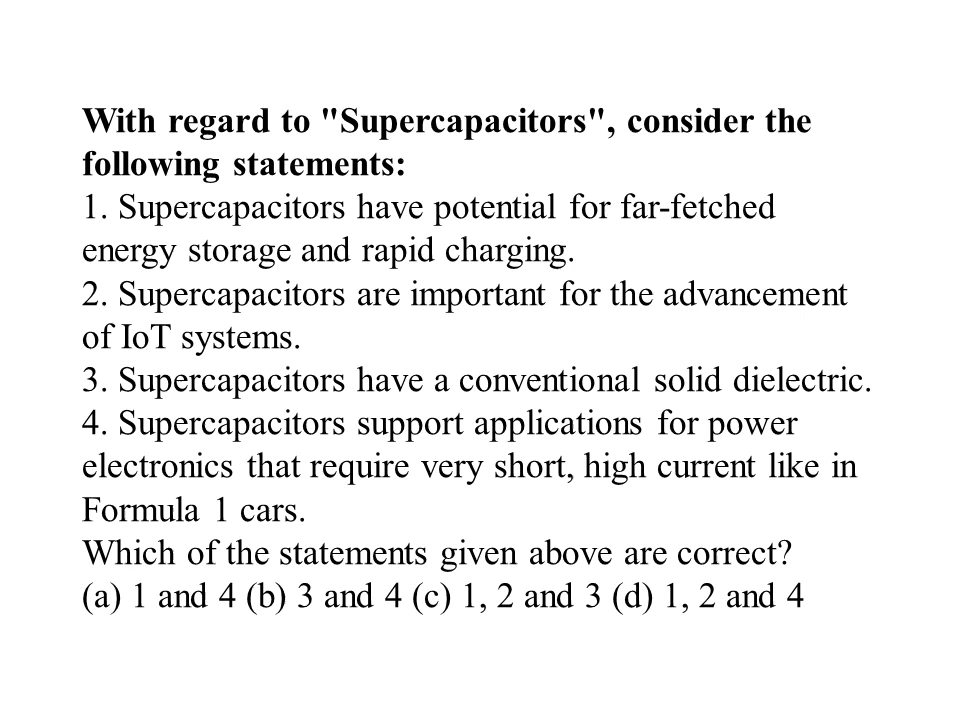 With regard to "Supercapacitors", consider the
following statements:
1. Supercapacitors have potential for far-fetched
energy storage and rapid charging.
2. Supercapacitors are important for the advancement
of IoT systems.
3. Supercapacitors have a conventional solid dielectric.
4. Supercapacitors support applications for power
electronics that require very short, high current like in
Formula 1 cars.
Which of the statements given above are correct?
(a) 1 and 4 (b) 3 and 4 (c) 1, 2 and 3 (d) 1, 2 and 4